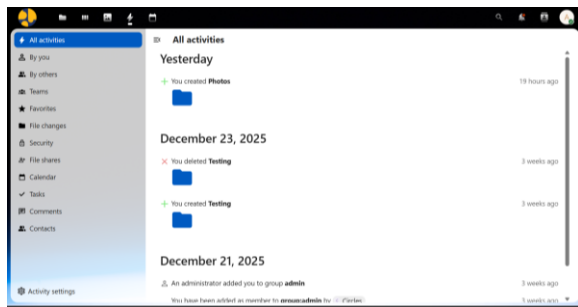 All activities
By you
By others
Teams
Favorites
File changes
Security
File shares
Calendar
Tasks
Comments
Contacts
Activity settings
All activities
Yesterday
You created Photos 19 hours ago
December 23, 2025
You deleted Testing 3 weeks ago
You created Testing 3 weeks ago
December 21, 2025
An administrator added you to group admin 3 weeks ago
You have been added as member to group:admin by Carles 3 weeks ago